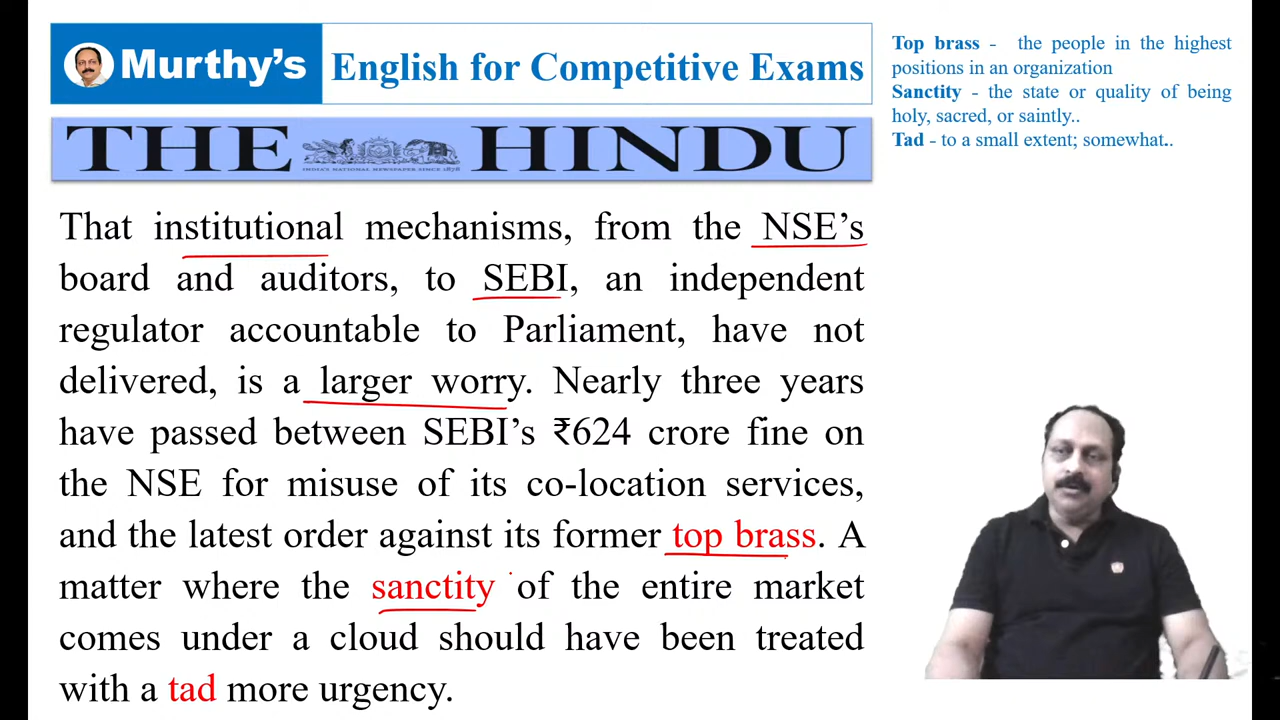 Murthy's English for Competitive Exams
THE HINDU
INDIA'S NATIONAL NEWSPAPER SINCE 1878
That institutional mechanisms, from the NSE's
board and auditors, to SEBI, an independent
regulator accountable to Parliament, have not
delivered, is a larger worry. Nearly three years
have passed between SEBI's ₹624 crore fine on
the NSE for misuse of its co-location services,
and the latest order against its former top brass. A
matter where the sanctity of the entire market
comes under a cloud should have been treated
with a tad more urgency.
Top brass - the people in the highest
positions in an organization
Sanctity - the state or quality of being
holy, sacred, or saintly..
Tad - to a small extent; somewhat..